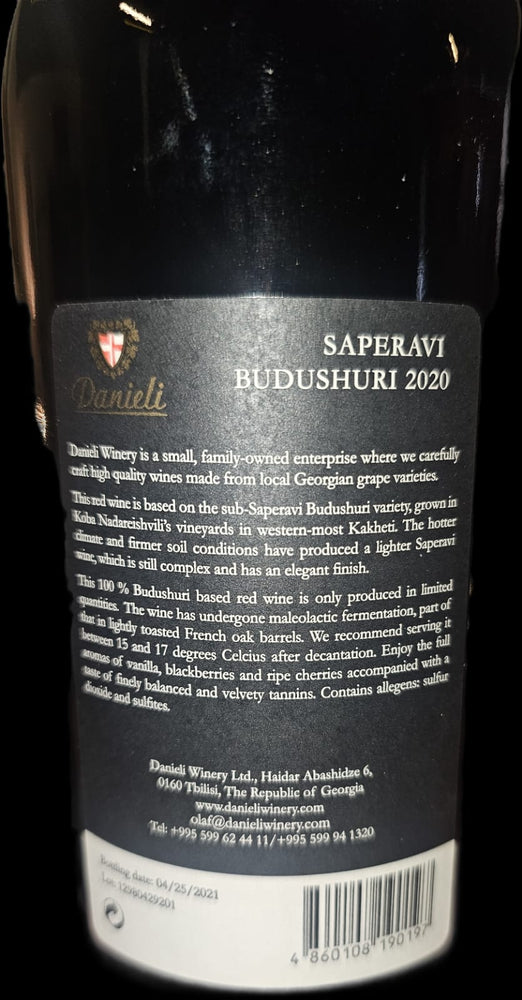 Danieli
SAPERAVI
BUDUSHURI 2020
Danieli Winery is a small, family-owned enterprise where we carefully
craft high quality wines made from local Georgian grape varieties.
This red wine is based on the sub-Saperavi Budushuri variety, grown in
Koba Nadareishvili's vineyards in western-most Kakheti. The hotter
climate and firmer soil conditions have produced a lighter Saperavi
wine, which is still complex and has an elegant finish.
This 100 % Budushuri based red wine is only produced in limited
quantities. The wine has undergone maleolactic fermentation, part of
that in lightly toasted French oak barrels. We recommend serving it
between 15 and 17 degrees Celcius after decantation. Enjoy the full
aromas of vanilla, blackberries and ripe cherries accompanied with a
taste of finely balanced and velvety tannins. Contains allegens: sulfur
dioxide and sulfites.
Danieli Winery Ltd., Haidar Abashidze 6,
0160 Tbilisi, The Republic of Georgia
www.danieliwinery.com
olaf@danieliwinery.com
Tel: +995 599 62 44 11/+995 599 94 1320
Bottling date: 04/25/2021
Lot: 12980429201
4 860108 190197